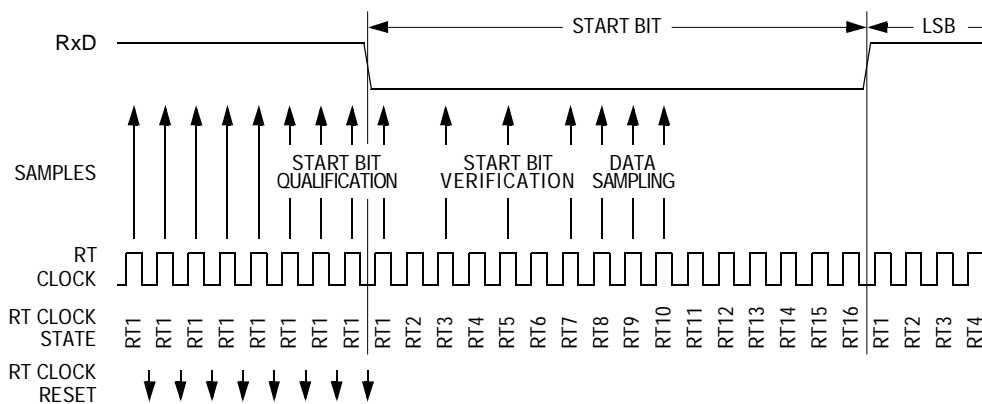 START BIT LSB
RxD
SAMPLES
START BIT
QUALIFICATION
START BIT
VERIFICATION
DATA
SAMPLING
RT
CLOCK
RT CLOCK
STATE
RT1 RT1 RT1 RT1 RT1 RT1 RT1 RT1 RT1 RT2 RT3 RT4 RT5 RT6 RT7 RT8 RT9 RT10 RT11 RT12 RT13 RT14 RT15 RT16 RT1 RT2 RT3 RT4
RT CLOCK
RESET